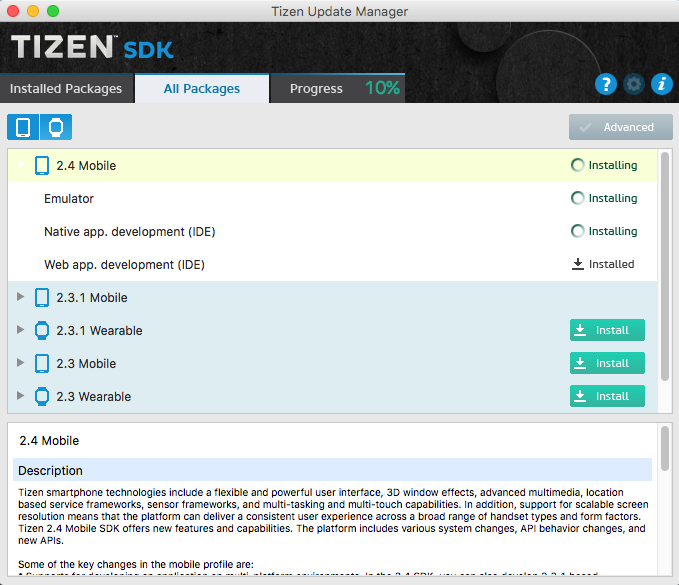 Tizen Update Manager
TIZEN™ SDK
Installed Packages
All Packages
Progress 10%
? i
Advanced
2.4 Mobile Installing
Emulator Installing
Native app. development (IDE) Installing
Web app. development (IDE) Installed
2.3.1 Mobile
2.3.1 Wearable Install
2.3 Mobile Install
2.3 Wearable Install
2.4 Mobile
Description
Tizen smartphone technologies include a flexible and powerful user interface, 3D window effects, advanced multimedia, location
based service frameworks, sensor frameworks, and multi-tasking and multi-touch capabilities. In addition, support for scalable screen
resolution means that the platform can deliver a consistent user experience across a broad range of handset types and form factors.
Tizen 2.4 Mobile SDK offers new features and capabilities. The platform includes various system changes, API behavior changes, and
new APIs.
Some of the key changes in the mobile profile are: